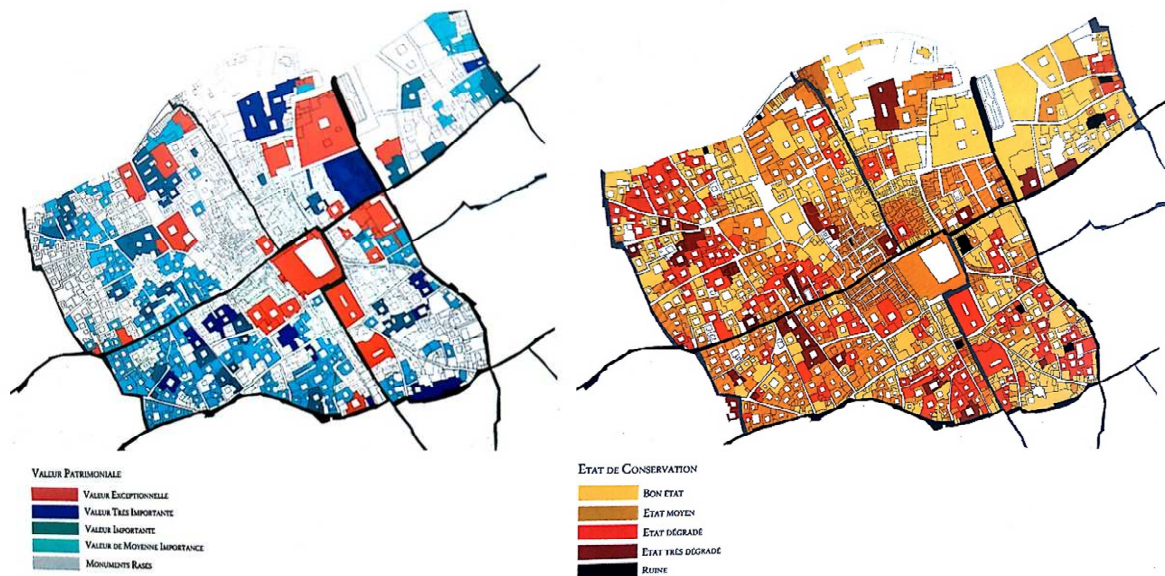 VALEUR PATRIMONIALE
VALEUR EXCEPTIONNELLE
VALEUR TRÈS IMPORTANTE
VALEUR IMPORTANTE
VALEUR DE MOYENNE IMPORTANCE
MONUMENTS RASÉS
ETAT DE CONSERVATION
BON ETAT
ETAT MOYEN
ETAT DÉGRADÉ
ETAT TRÈS DÉGRADÉ
RUINE